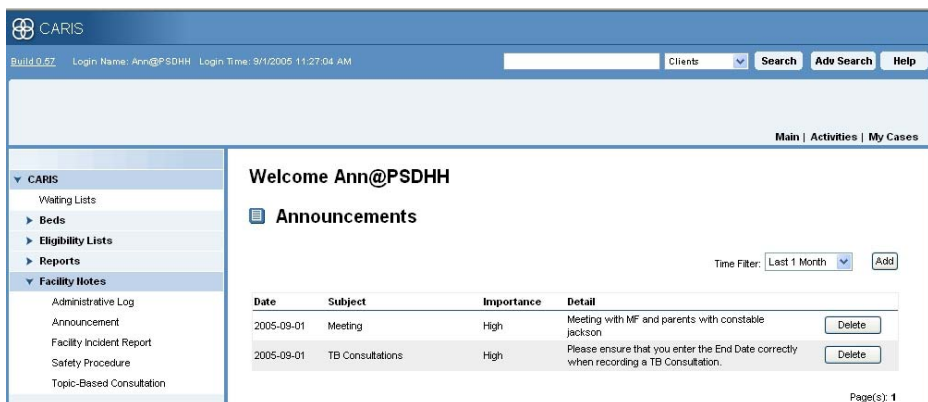 CARIS
Build 0.57 Login Name: Ann@PSDHH Login Time: 9/1/2005 11:27:04 AM Clients Search Adv Search Help
Main | Activities | My Cases
CARIS
Waiting Lists
Beds
Eligibility Lists
Reports
Facility Notes
Administrative Log
Announcement
Facility Incident Report
Safety Procedure
Topic-Based Consultation
Welcome Ann@PSDHH
Announcements
Time Filter: Last 1 Month Add
Date Subject Importance Detail
2005-09-01 Meeting High Meeting with MF and parents with constable
jackson Delete
2005-09-01 TB Consultations High Please ensure that you enter the End Date correctly
when recording a TB Consultation. Delete
Page(s): 1